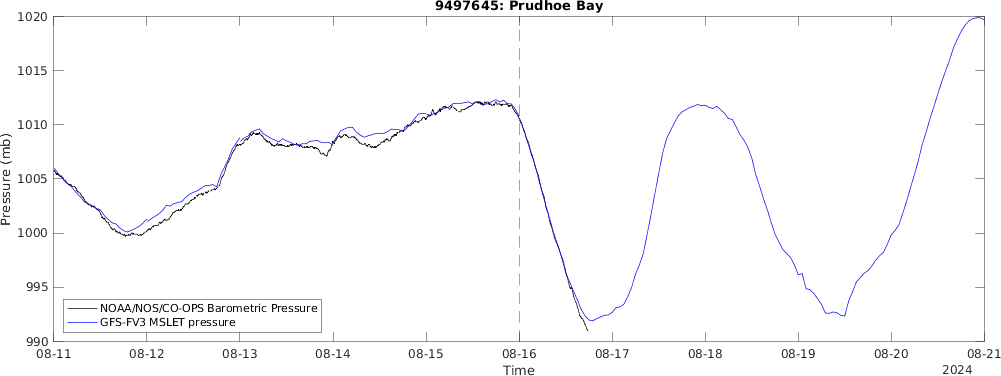 9497645: Prudhoe Bay
1020
1015
1010
1005
1000
995
990
Pressure (mb)
NOAA/NOS/CO-OPS Barometric Pressure
GFS-FV3 MSLET pressure
08-11 08-12 08-13 08-14 08-15 08-16 08-17 08-18 08-19 08-20 08-21
Time
2024